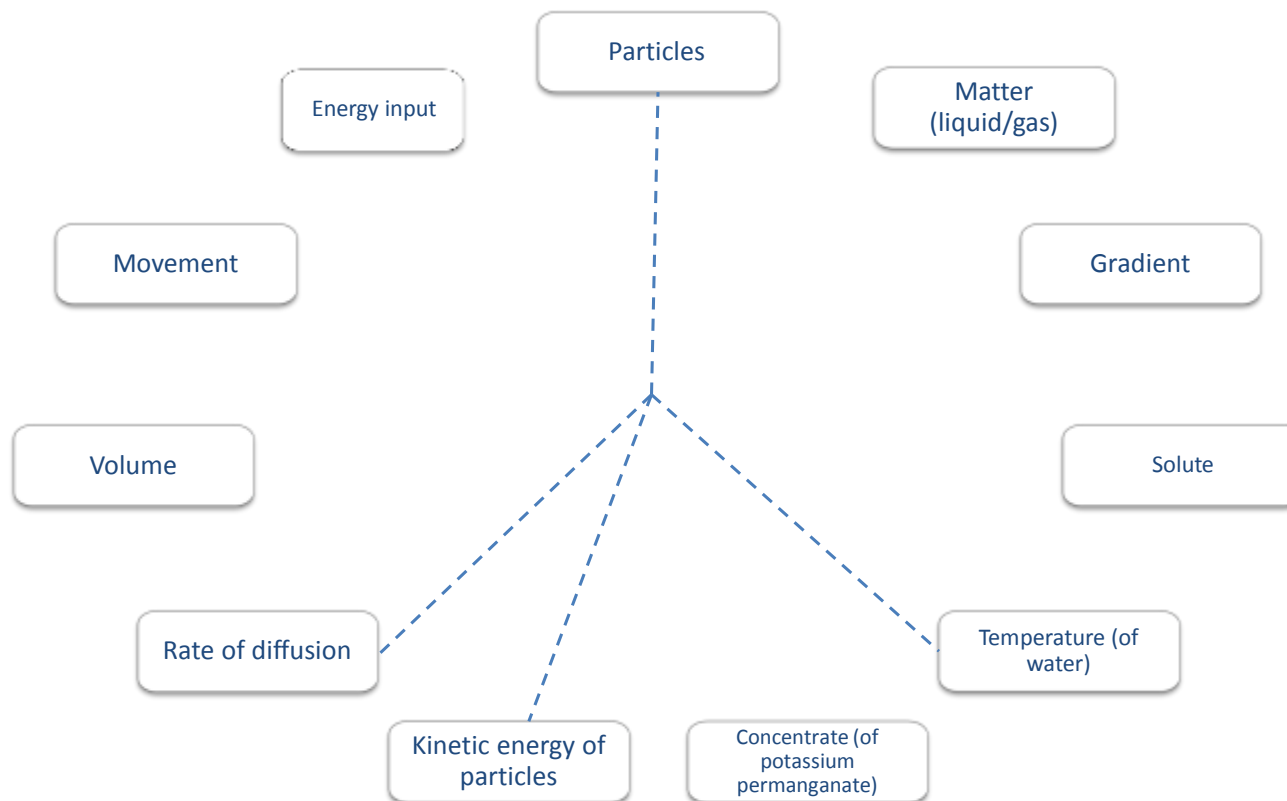 Particles
Energy input
Matter
(liquid/gas)
Movement
Gradient
Volume
Solute
Rate of diffusion
Temperature (of
water)
Kinetic energy of
particles
Concentrate (of
potassium
permanganate)